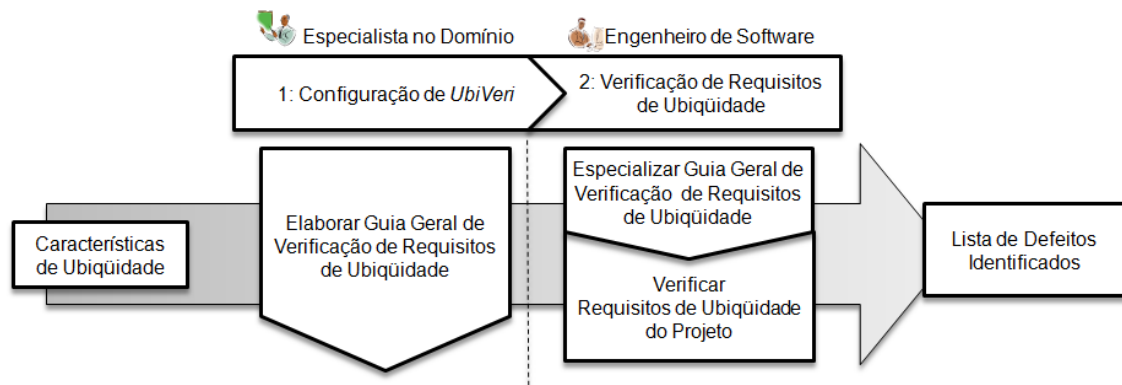 Especialista no Domínio
Engenheiro de Software
1: Configuração de UbiVeri
2: Verificação de Requisitos
de Ubiqüidade
Características
de Ubiqüidade
Elaborar Guia Geral de
Verificação de Requisitos
de Ubiqüidade
Especializar Guia Geral de
Verificação de Requisitos
de Ubiqüidade
Verificar
Requisitos de Ubiqüidade
do Projeto
Lista de Defeitos
Identificados